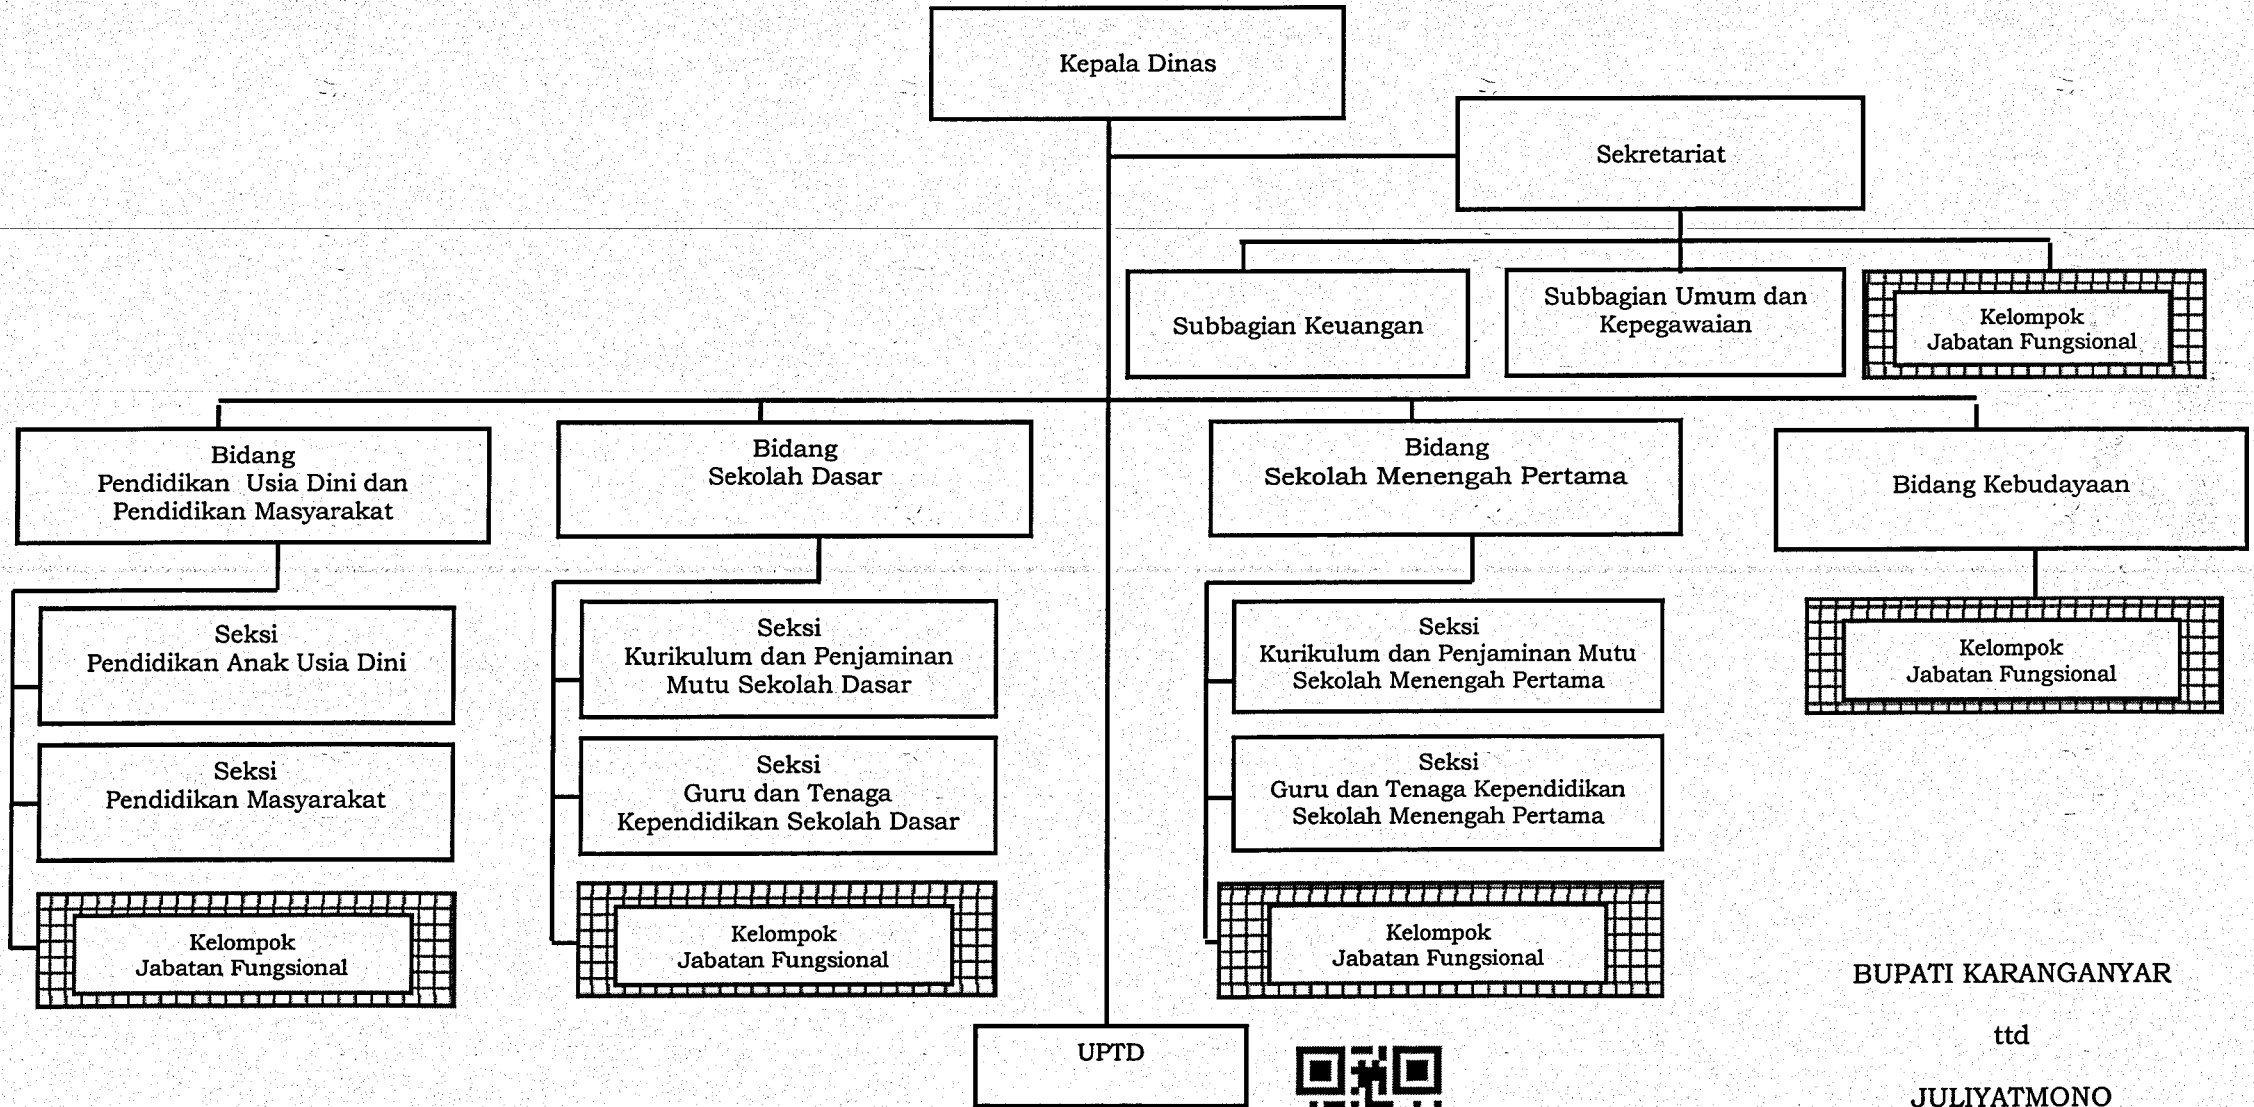 Kepala Dinas
Sekretariat
Subbagian Keuangan
Subbagian Umum dan
Kepegawaian
Kelompok
Jabatan Fungsional
Bidang
Pendidikan Usia Dini dan
Pendidikan Masyarakat
Bidang
Sekolah Dasar
Bidang
Sekolah Menengah Pertama
Bidang Kebudayaan
Seksi
Pendidikan Anak Usia Dini
Seksi
Pendidikan Masyarakat
Kelompok
Jabatan Fungsional
Seksi
Kurikulum dan Penjaminan
Mutu Sekolah Dasar
Seksi
Guru dan Tenaga
Kependidikan Sekolah Dasar
Kelompok
Jabatan Fungsional
Seksi
Kurikulum dan Penjaminan Mutu
Sekolah Menengah Pertama
Seksi
Guru dan Tenaga Kependidikan
Sekolah Menengah Pertama
Kelompok
Jabatan Fungsional
Kelompok
Jabatan Fungsional
UPTD
BUPATI KARANGANYAR
ttd
JULIYATMONO